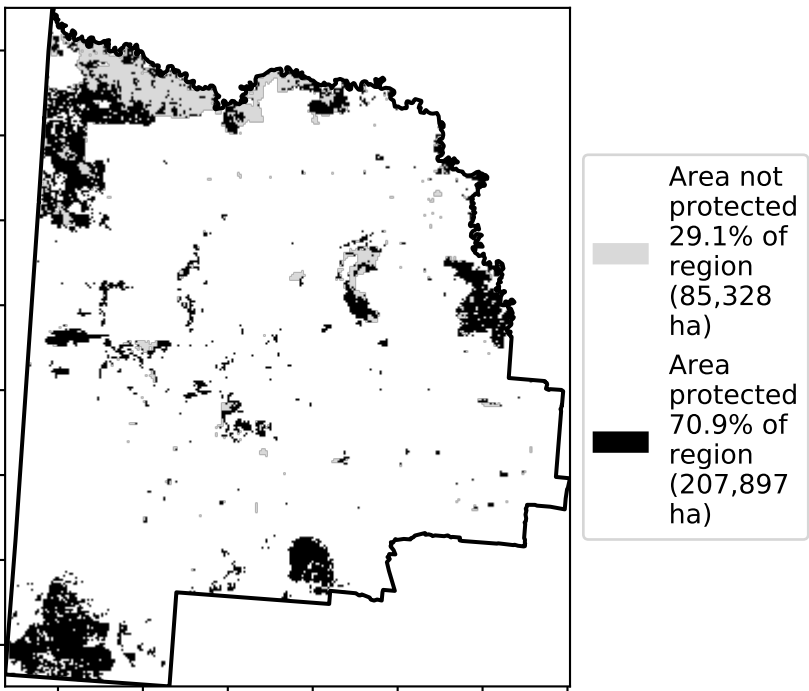 Area not
protected
29.1% of
region
(85,328
ha)
Area
protected
70.9% of
region
(207,897
ha)